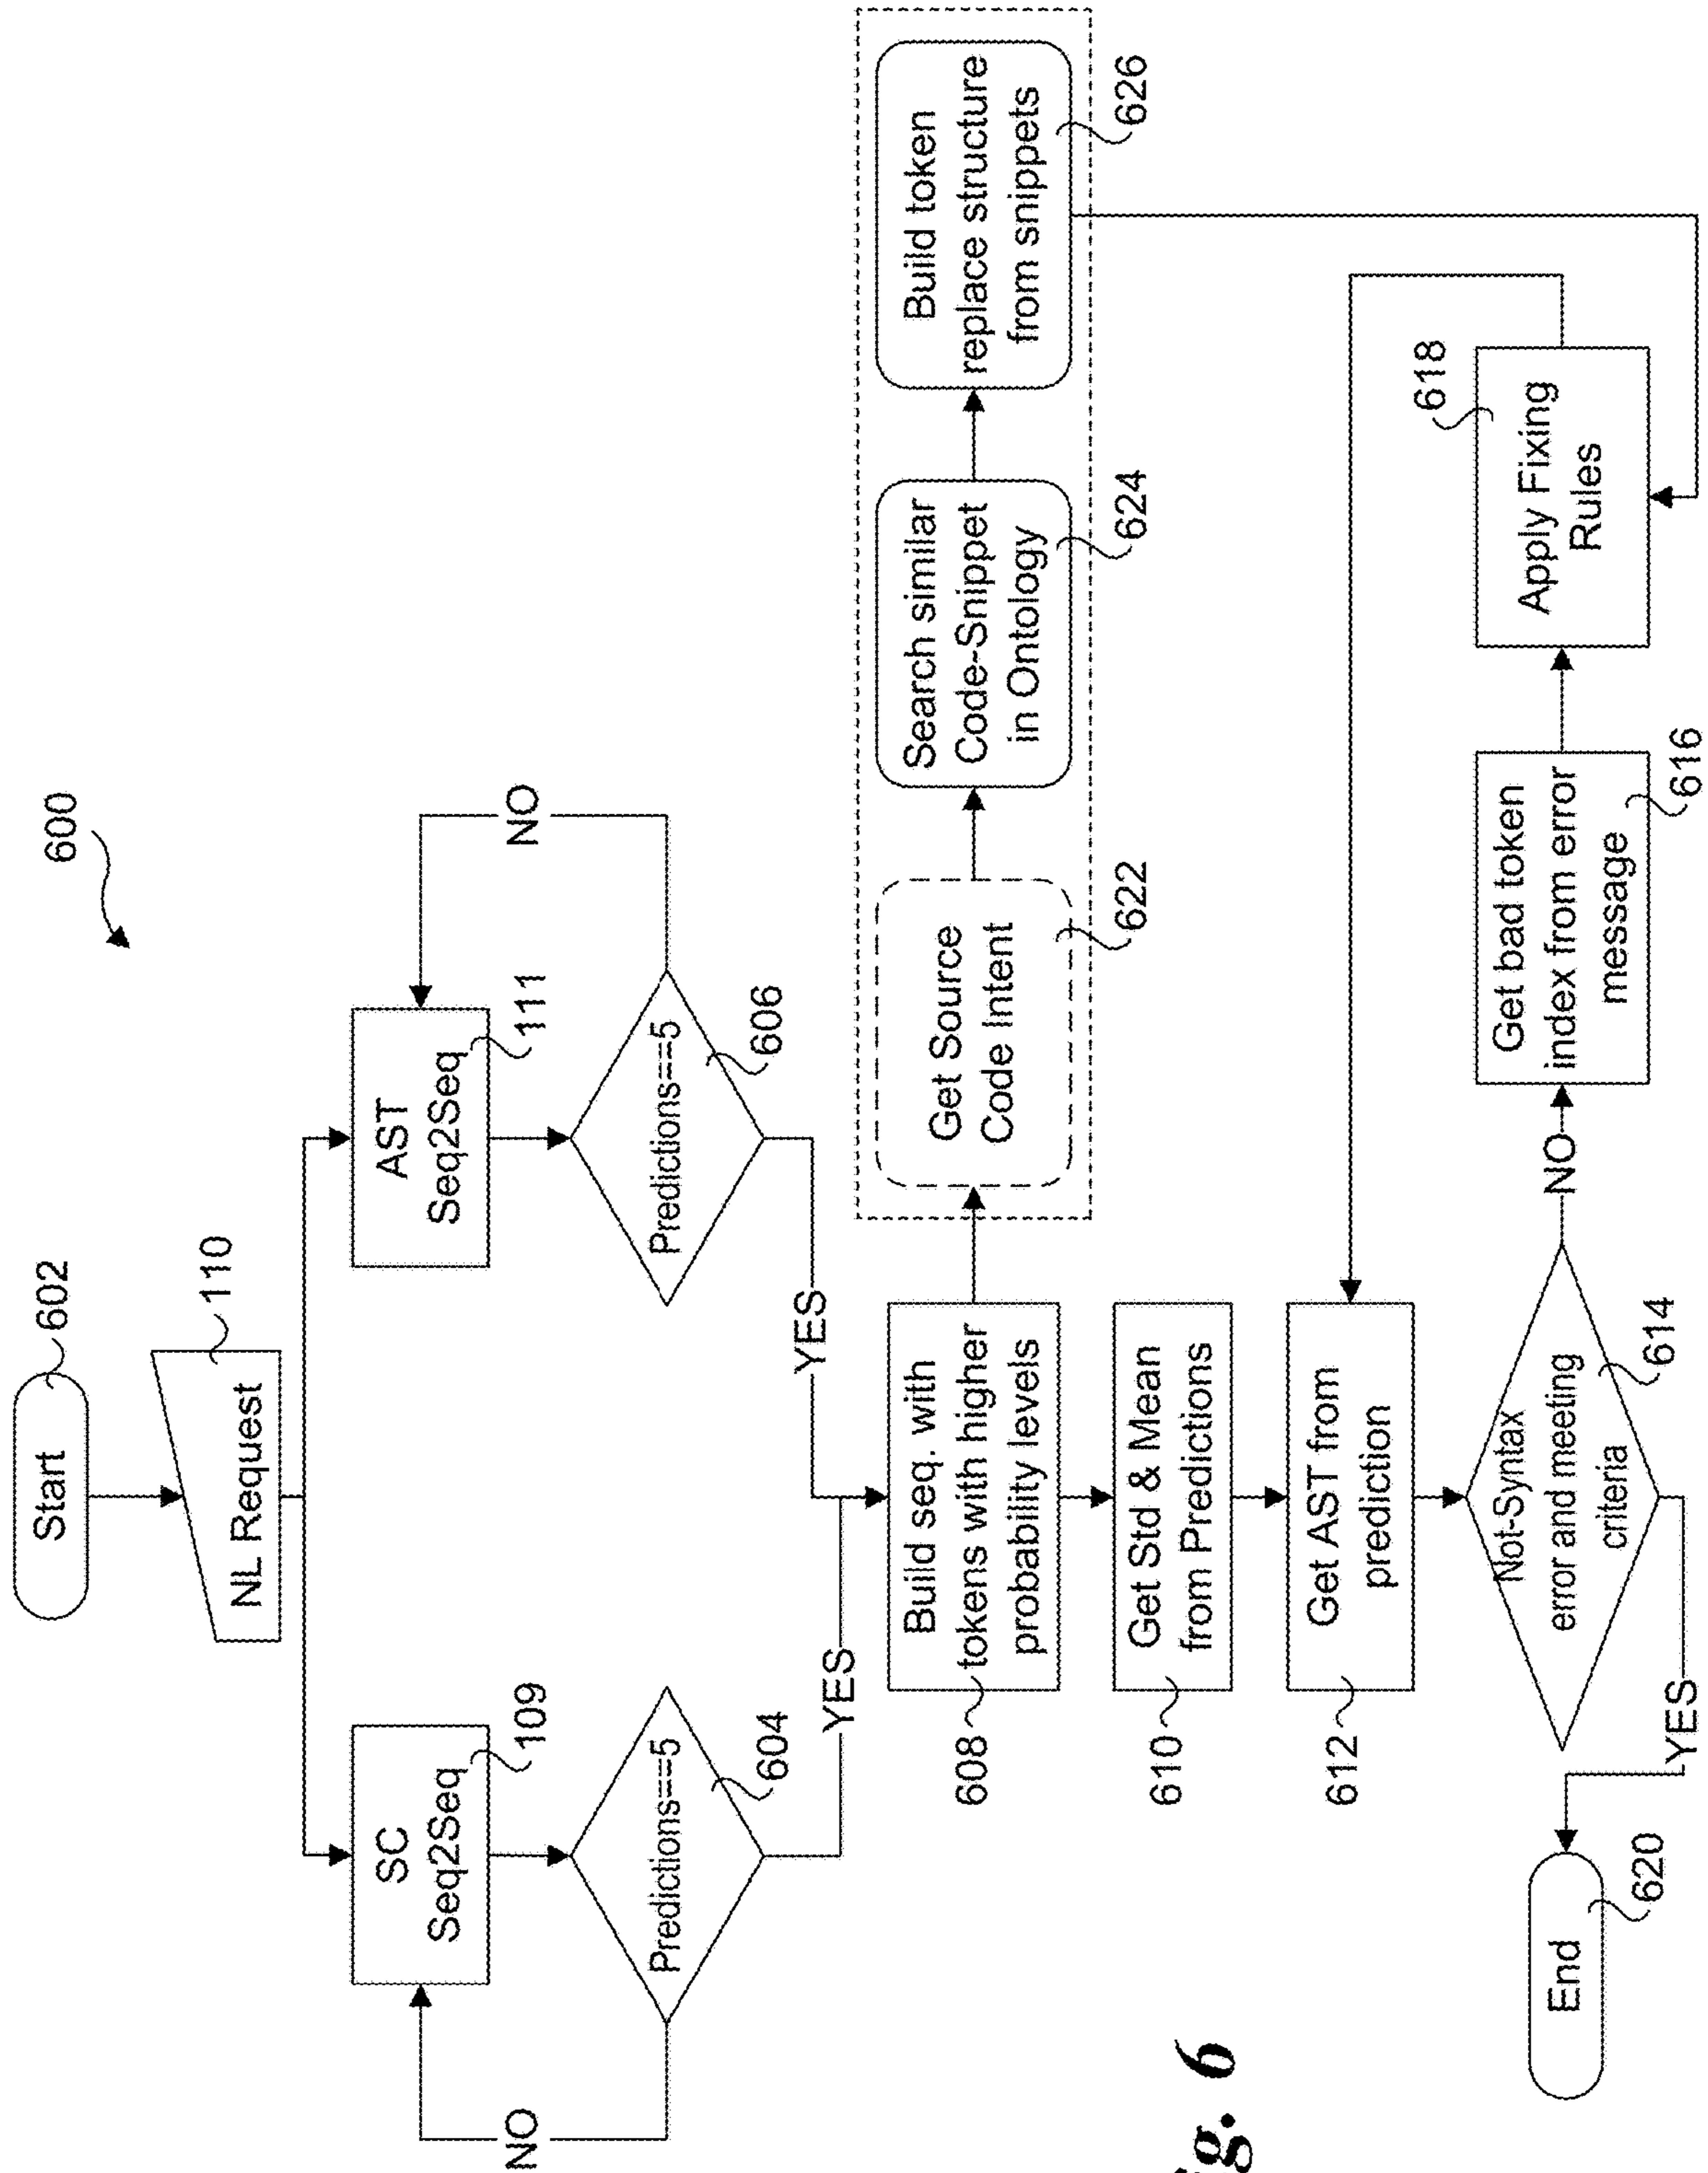 600
Start
602
NL Request
110
SC
Seq2Seq
109
AST
Seq2Seq
111
NO
Predictions==5
604
YES
Predictions==5
606
NO
YES
Build seq. with
tokens with higher
probability levels
608
Get Source
Code Intent
622
Search similar
Code-Snippet
in Ontology
624
Build token
replace structure
from snippets
626
Get Std & Mean
from Predictions
610
Get AST from
prediction
612
Not-Syntax
error and meeting
criteria
614
NO
Get bad token
index from error
message
616
Apply Fixing
Rules
618
YES
End
620
6